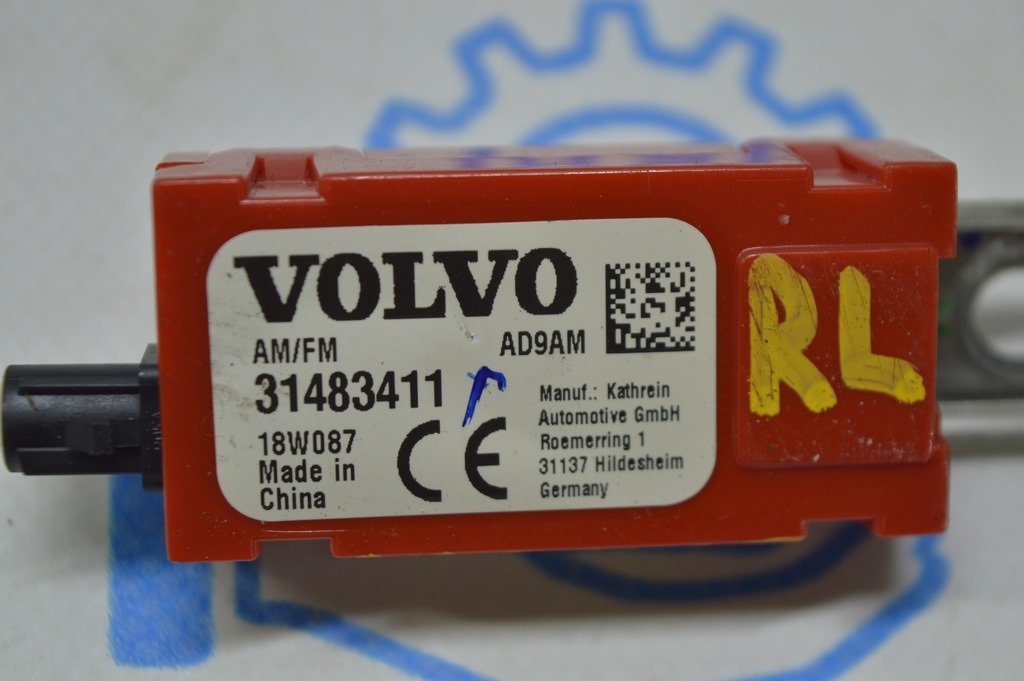 VOLVO
AM/FM AD9AM
31483411
18W087
Made in
China
CE
Manuf.: Kathrein
Automotive GmbH
Roemerring 1
31137 Hildesheim
Germany
RL